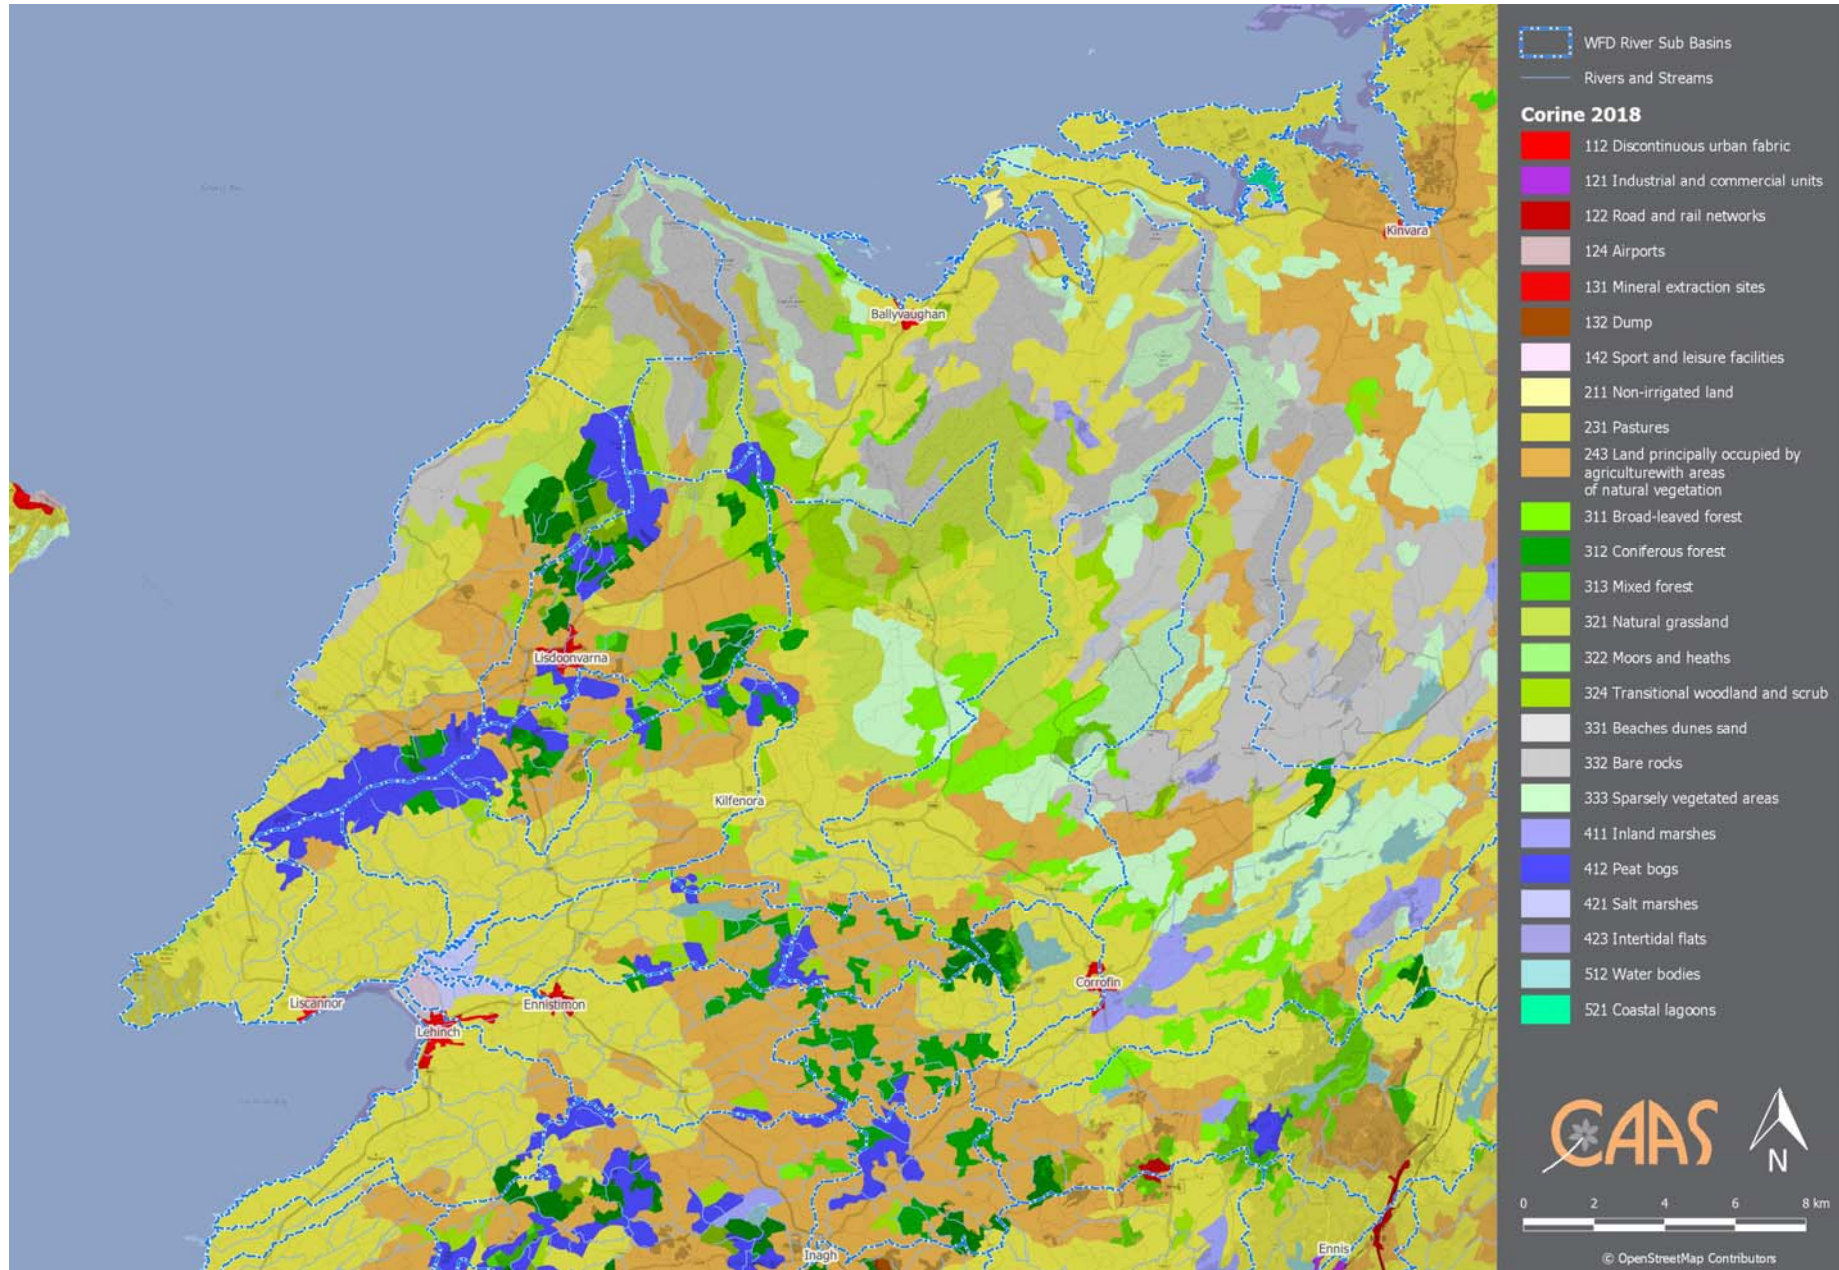 WFD River Sub Basins
Rivers and Streams
Corine 2018
112 Discontinuous urban fabric
121 Industrial and commercial units
122 Road and rail networks
124 Airports
131 Mineral extraction sites
132 Dump
142 Sport and leisure facilities
211 Non-irrigated land
231 Pastures
243 Land principally occupied by
agriculturewith areas
of natural vegetation
311 Broad-leaved forest
312 Coniferous forest
313 Mixed forest
321 Natural grassland
322 Moors and heaths
324 Transitional woodland and scrub
331 Beaches dunes sand
332 Bare rocks
333 Sparsely vegetated areas
411 Inland marshes
412 Peat bogs
421 Salt marshes
423 Intertidal flats
512 Water bodies
521 Coastal lagoons
CAAS
N
0 2 4 6 8 km
© OpenStreetMap Contributors
Kinvara
Ballyvaughan
Lisdoonvarna
Kilfenora
Corrofin
Liscannor
Ennistimon
Lehinch
Inagh
Ennis